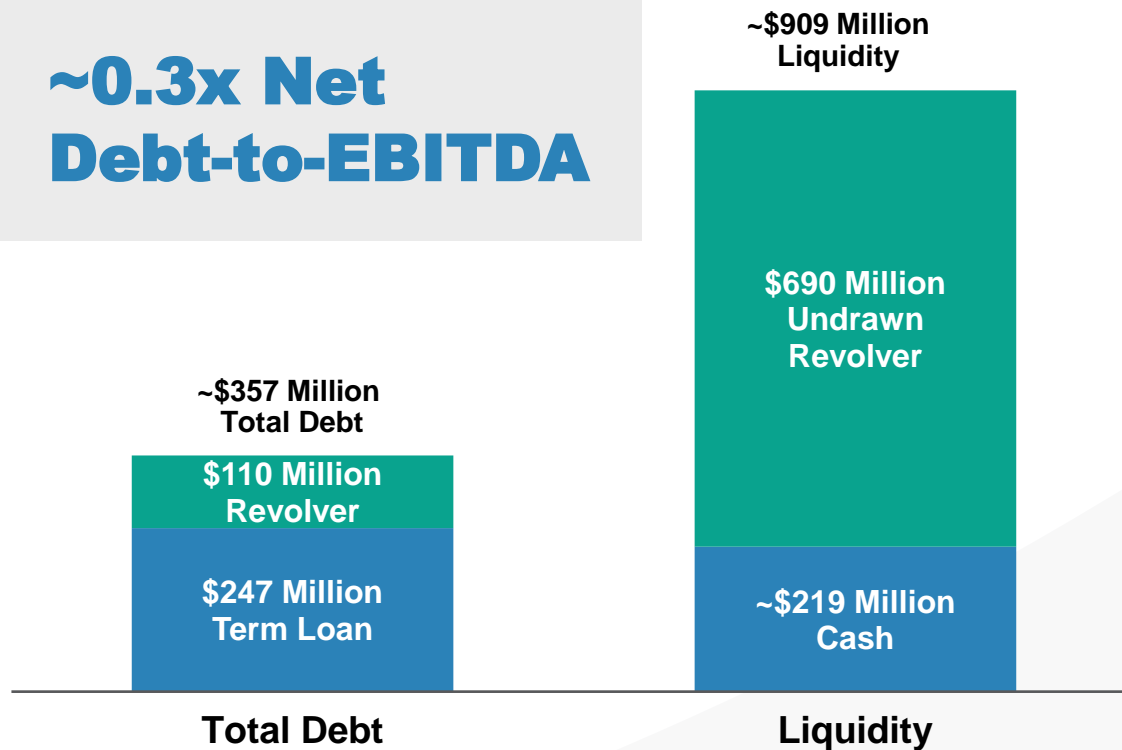 ~0.3x Net
Debt-to-EBITDA
~$909 Million
Liquidity
$690 Million
Undrawn
Revolver
~$219 Million
Cash
~$357 Million
Total Debt
$110 Million
Revolver
$247 Million
Term Loan
Total Debt
Liquidity